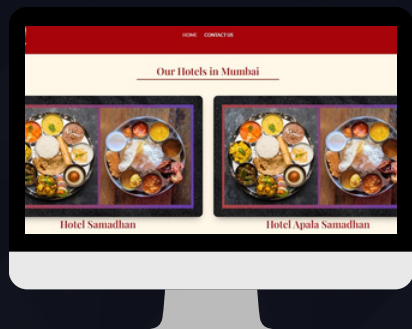 HOME CONTACT US
Our Hotels in Mumbai
Hotel Samadhan
Hotel Apala Samadhan